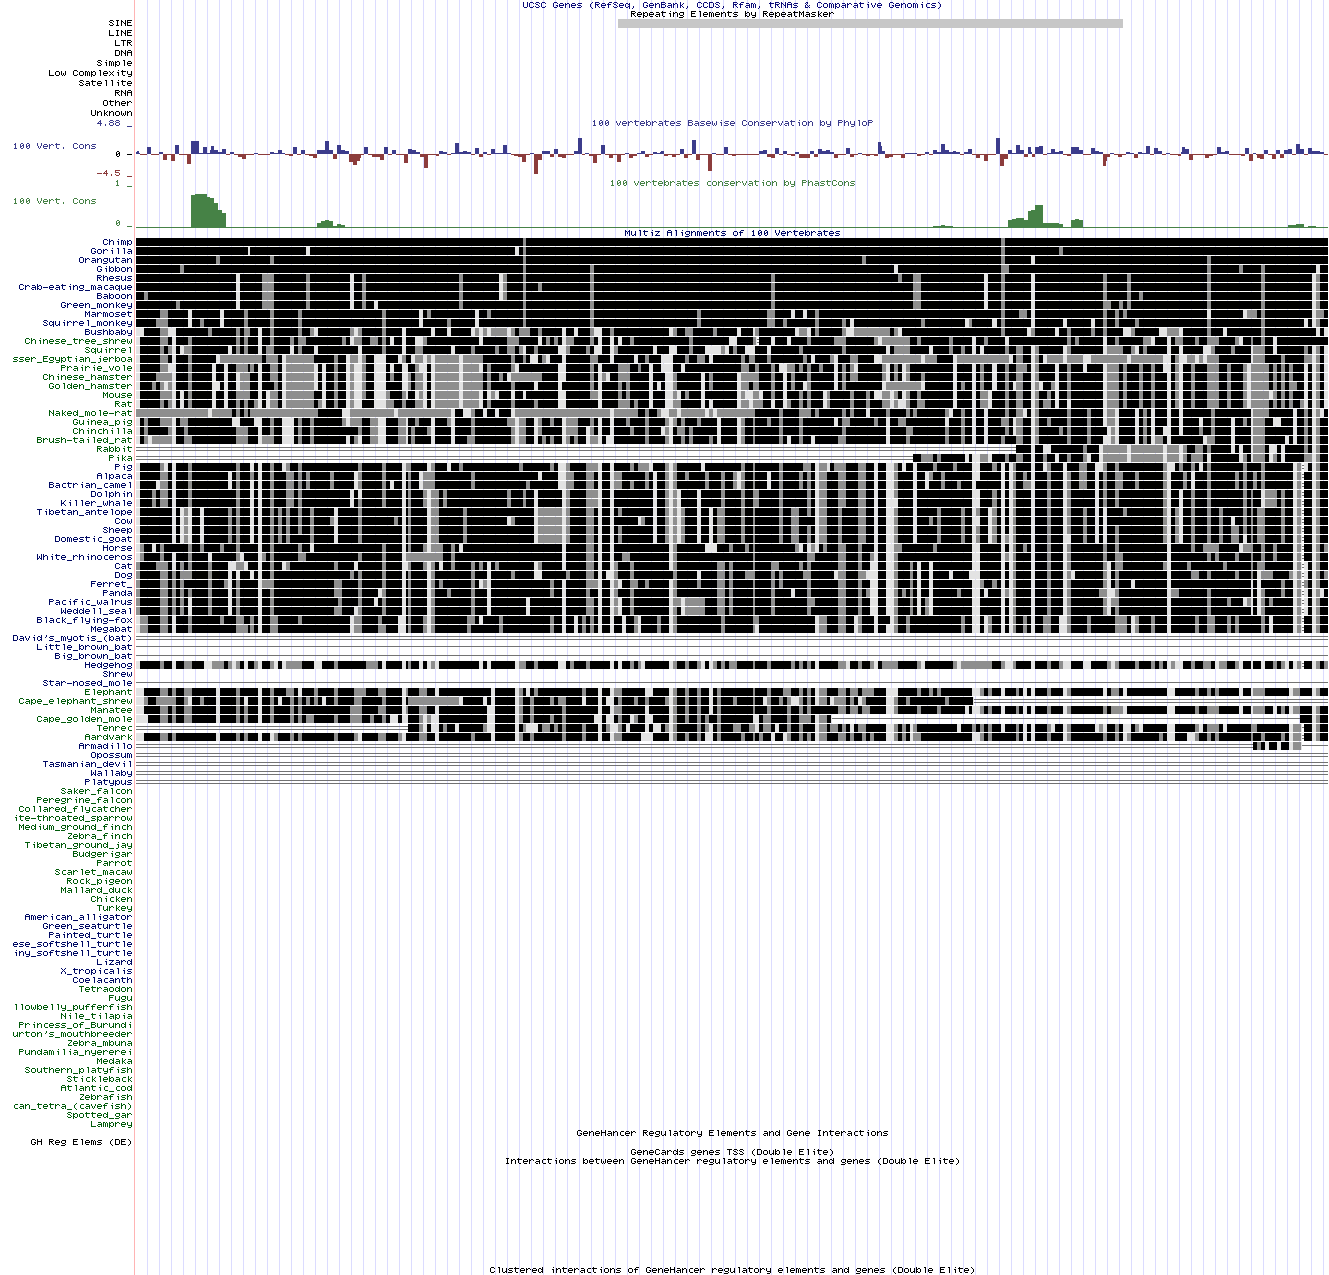 UCSC Genes (RefSeq, GenBank, CCDS, Rfam, tRNAs & Comparative Genomics)
Repeating Elements by RepeatMasker
SINE
LINE
LTR
DNA
Simple
Low Complexity
Satellite
RNA
Other
Unknown
100 vertebrates Basewise Conservation by PhyloP
4.88 _
100 Vert. Cons
0 _
-4.5 _
100 vertebrates conservation by PhastCons
1 _
100 Vert. Cons
0 _
Multiz Alignments of 100 Vertebrates
Chimp
Gorilla
Orangutan
Gibbon
Rhesus
Crab-eating_macaque
Baboon
Green_monkey
Marmoset
Squirrel_monkey
Bushbaby
Chinese_tree_shrew
Squirrel
sser_Egyptian_jerboa
Prairie_vole
Chinese_hamster
Golden_hamster
Mouse
Rat
Naked_mole-rat
Guinea_pig
Chinchilla
Brush-tailed_rat
Rabbit
Pika
Pig
Alpaca
Bactrian_camel
Dolphin
Killer_whale
Tibetan_antelope
Cow
Sheep
Domestic_goat
Horse
White_rhinoceros
Cat
Dog
Ferret_
Panda
Pacific_walrus
Weddell_seal
Black_flying-fox
Megabat
David's_myotis_(bat)
Little_brown_bat
Big_brown_bat
Hedgehog
Shrew
Star-nosed_mole
Elephant
Cape_elephant_shrew
Manatee
Cape_golden_mole
Tenrec
Aardvark
Armadillo
Opossum
Tasmanian_devil
Wallaby
Platypus
Saker_falcon
Peregrine_falcon
Collared_flycatcher
ite-throated_sparrow
Medium_ground_finch
Zebra_finch
Tibetan_ground_jay
Budgerigar
Parrot
Scarlet_macaw
Rock_pigeon
Mallard_duck
Chicken
Turkey
American_alligator
Green_seaturtle
Painted_turtle
ese_softshell_turtle
iny_softshell_turtle
Lizard
X_tropicalis
Coelacanth
Tetraodon
Fugu
llowbelly_pufferfish
Nile_tilapia
Princess_of_Burundi
urton's_mouthbreeder
Zebra_mbuna
Pundamilia_nyererei
Medaka
Southern_platyfish
Stickleback
Atlantic_cod
Zebrafish
can_tetra_(cavefish)
Spotted_gar
Lamprey
GeneHancer Regulatory Elements and Gene Interactions
GH Reg Elems (DE)
GeneCards genes TSS (Double Elite)
Interactions between GeneHancer regulatory elements and genes (Double Elite)
Clustered interactions of GeneHancer regulatory elements and genes (Double Elite)